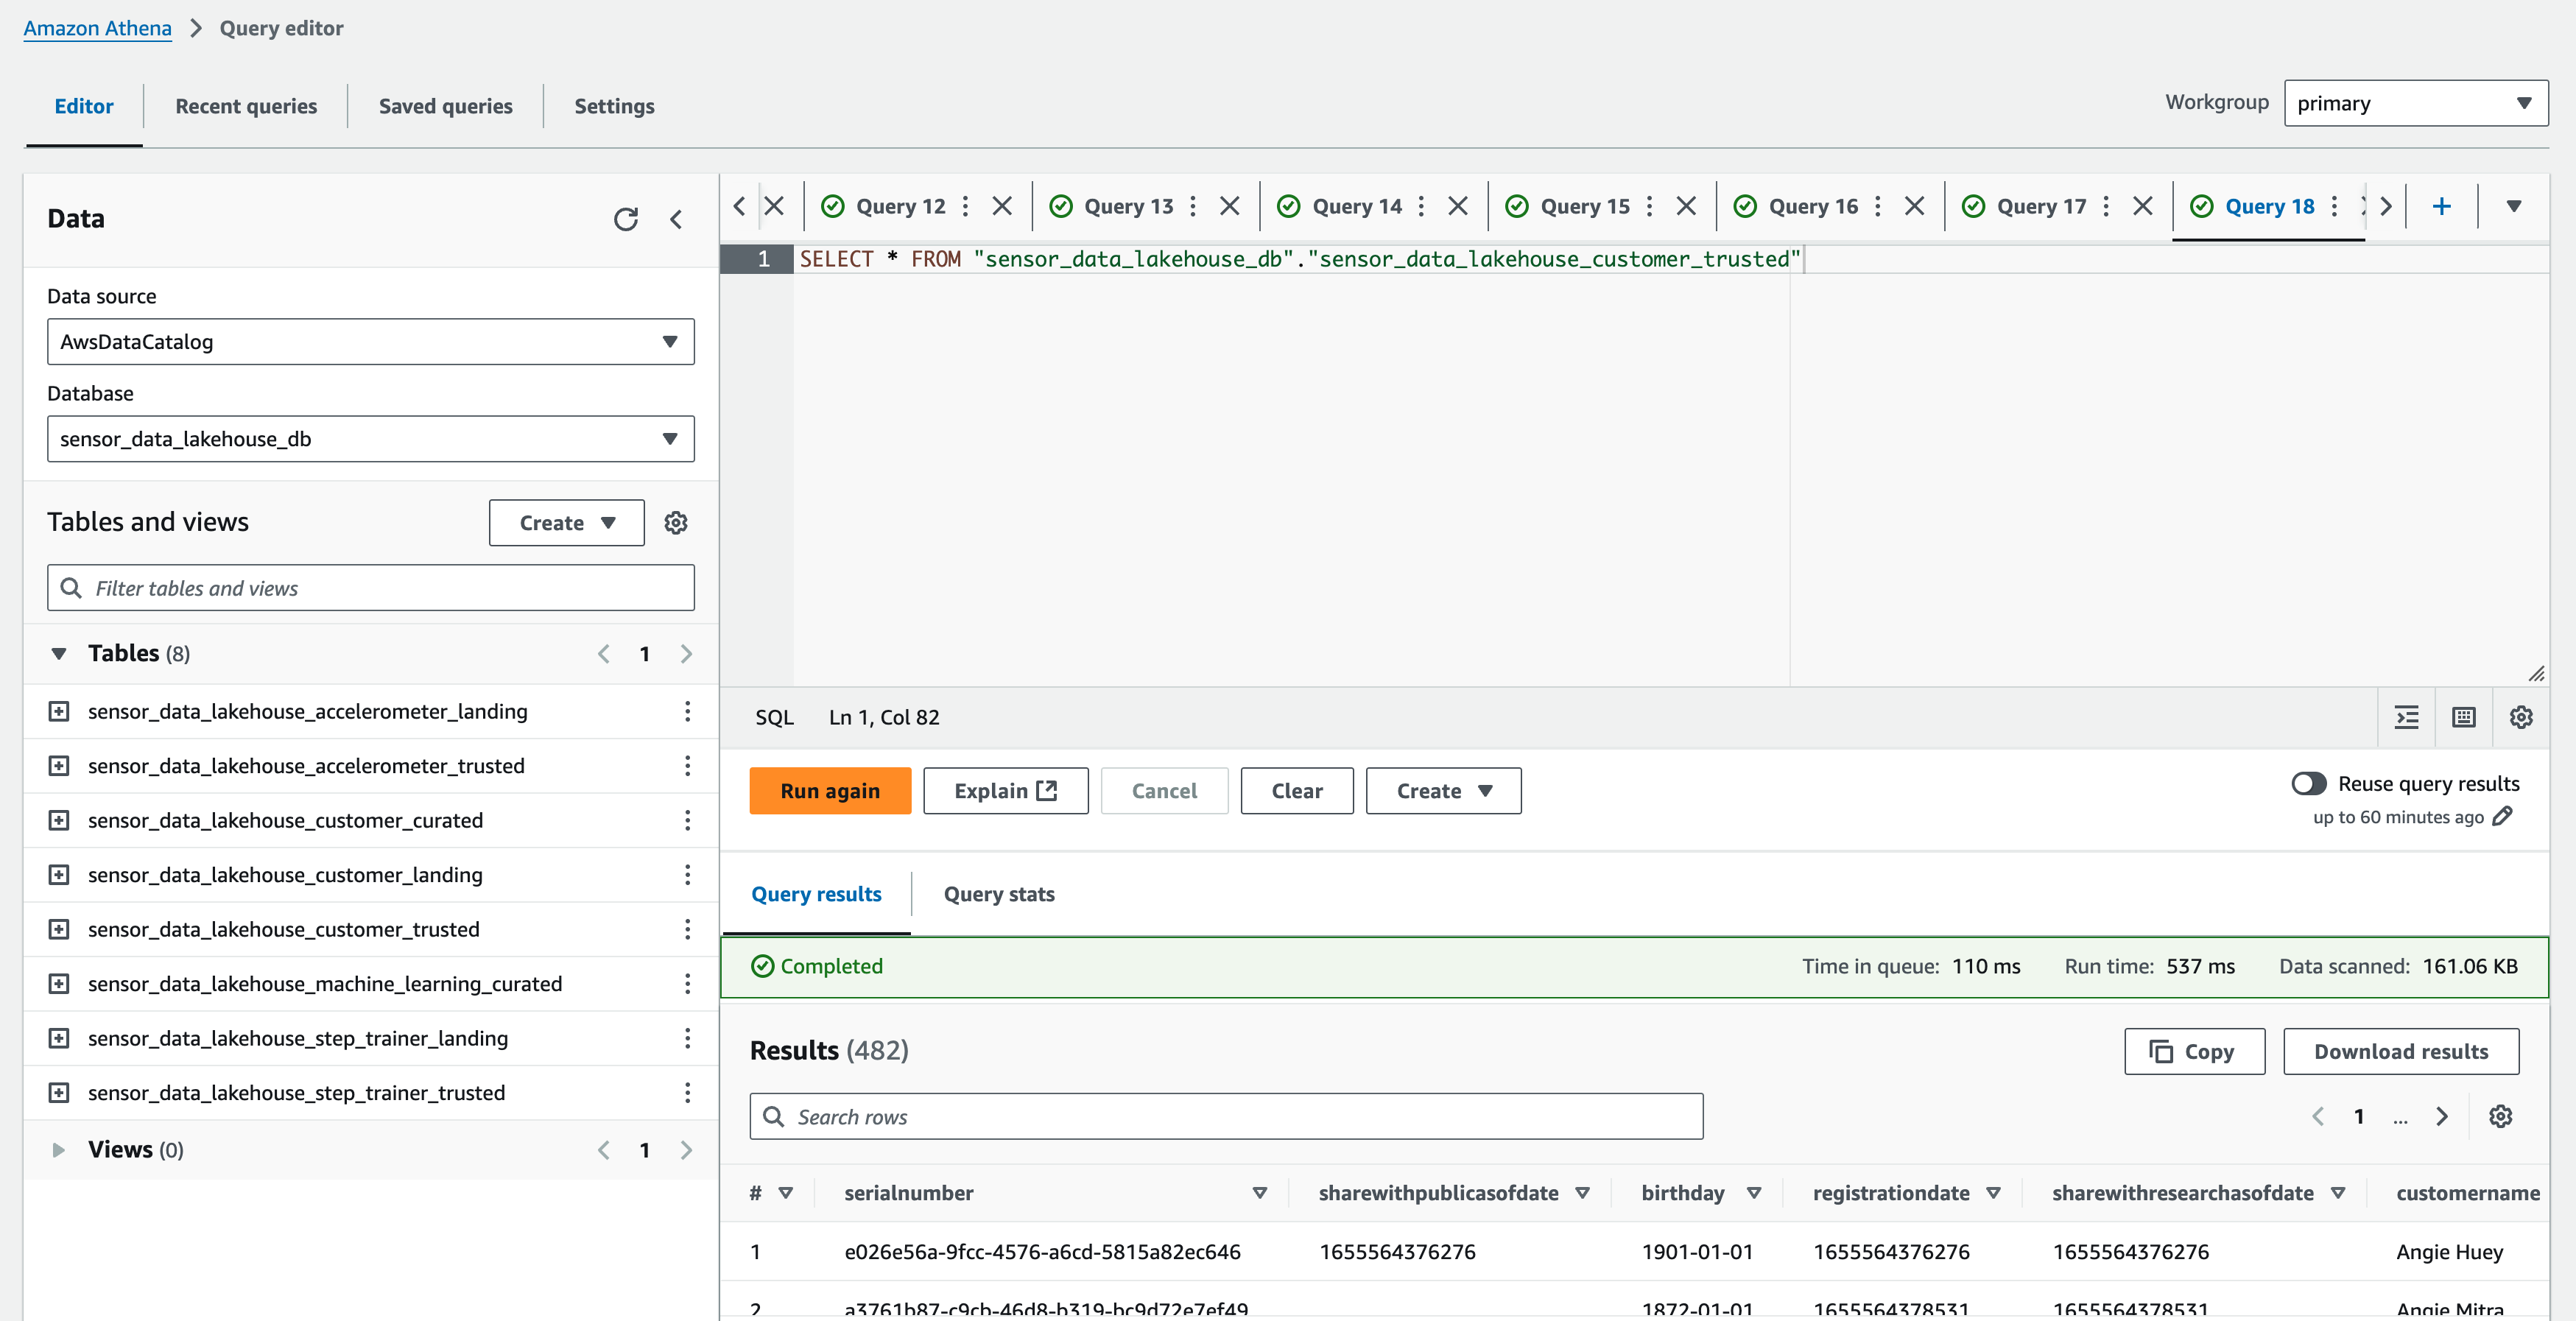 Amazon Athena > Query editor
Editor Recent queries Saved queries Settings
Workgroup primary
Data
Data source
AwsDataCatalog
Database
sensor_data_lakehouse_db
Tables and views Create
Filter tables and views
Tables (8) 1
sensor_data_lakehouse_accelerometer_landing
sensor_data_lakehouse_accelerometer_trusted
sensor_data_lakehouse_customer_curated
sensor_data_lakehouse_customer_landing
sensor_data_lakehouse_customer_trusted
sensor_data_lakehouse_machine_learning_curated
sensor_data_lakehouse_step_trainer_landing
sensor_data_lakehouse_step_trainer_trusted
Views (0) 1
Query 12 Query 13 Query 14 Query 15 Query 16 Query 17 Query 18
1 SELECT * FROM "sensor_data_lakehouse_db"."sensor_data_lakehouse_customer_trusted"
SQL Ln 1, Col 82
Run again Explain Cancel Clear Create
Reuse query results
up to 60 minutes ago
Query results Query stats
Completed Time in queue: 110 ms Run time: 537 ms Data scanned: 161.06 KB
Results (482) Copy Download results
Search rows 1 ...
# serialnumber sharewithpublicasofdate birthday registrationdate sharewithresearchasofdate customername
1 e026e56a-9fcc-4576-a6cd-5815a82ec646 1655564376276 1901-01-01 1655564376276 1655564376276 Angie Huey
2 a3761b87-c9cb-46d8-b319-bc9d72e7ef49 1872-01-01 1655564378531 1655564378531 Angie Mitra